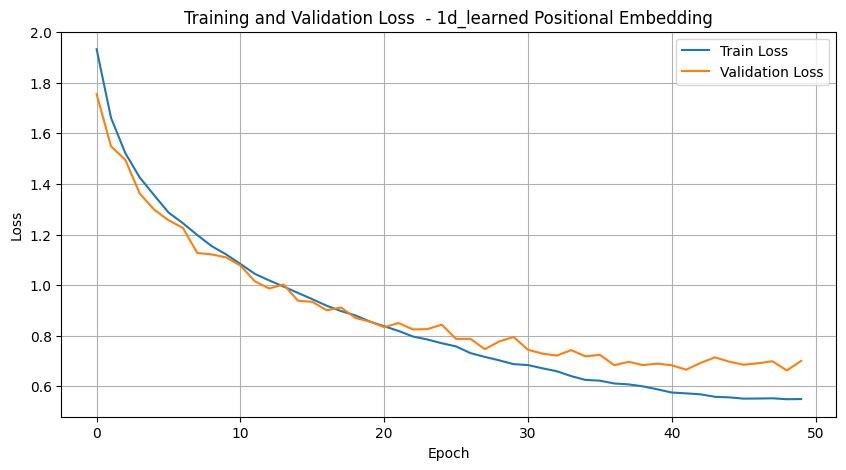 Training and Validation Loss  - 1d_learned Positional Embedding
Train Loss
Validation Loss
Loss
2.0
1.8
1.6
1.4
1.2
1.0
0.8
0.6
0 10 20 30 40 50
Epoch